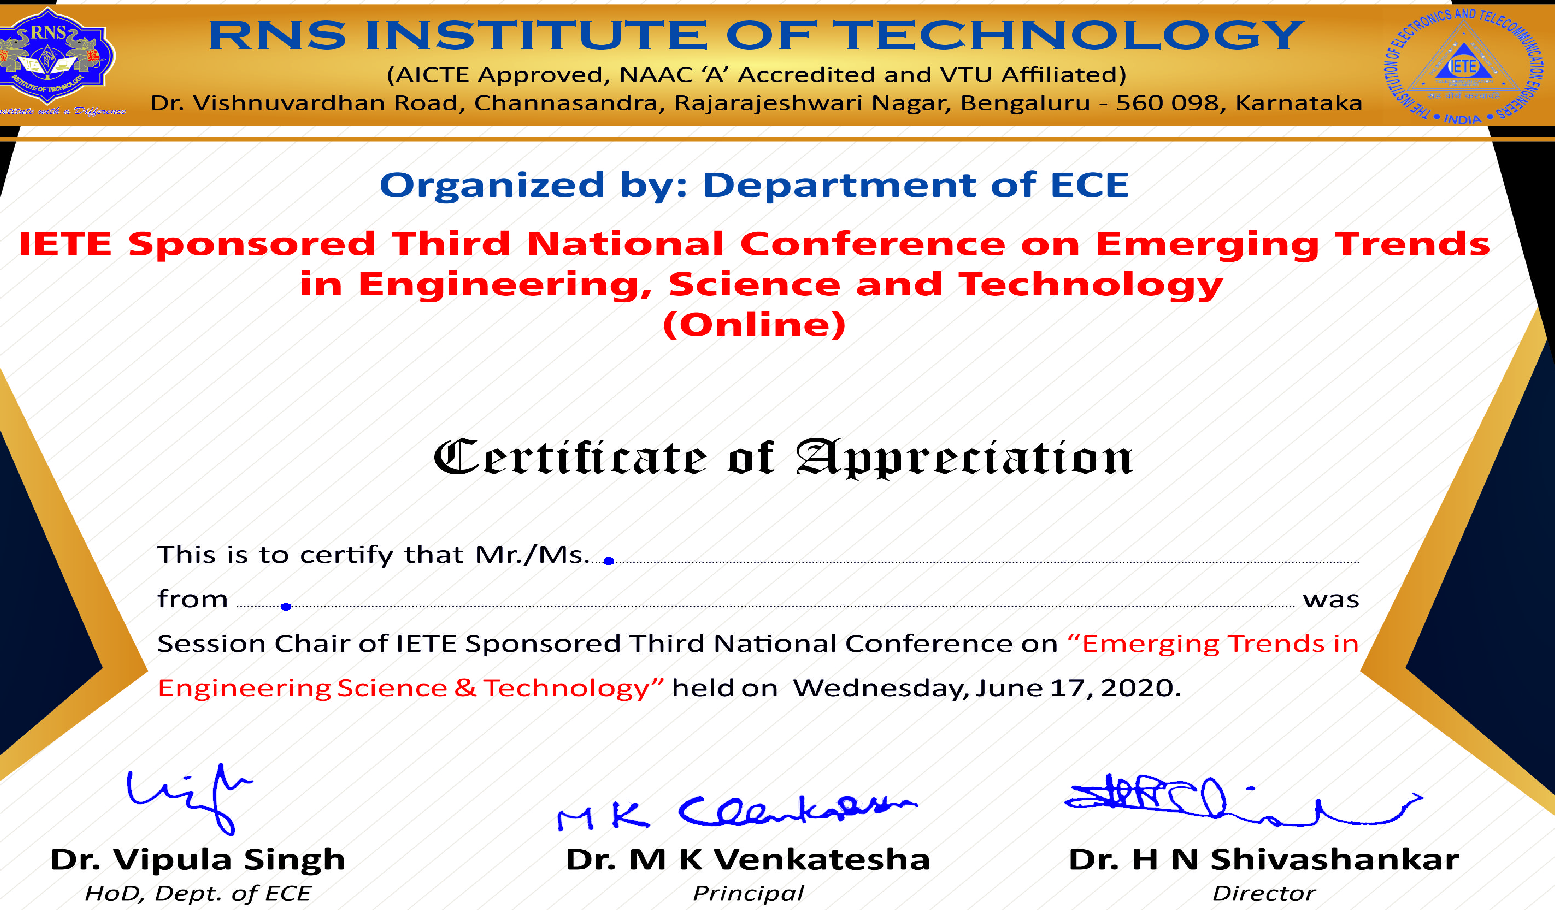 RNS INSTITUTE OF TECHNOLOGY
(AICTE Approved, NAAC ‘A’ Accredited and VTU Affiliated)
Dr. Vishnuvardhan Road, Channasandra, Rajarajeshwari Nagar, Bengaluru - 560 098, Karnataka
RNS
INSTITUTE OF TECHNOLOGY
THE INSTITUTION OF ELECTRONICS AND TELECOMMUNICATION ENGINEERS
IETE
• INDIA •
Organized by: Department of ECE
IETE Sponsored Third National Conference on Emerging Trends
in Engineering, Science and Technology
(Online)
Certificate of Appreciation
This is to certify that Mr./Ms.
from was
Session Chair of IETE Sponsored Third National Conference on “Emerging Trends in
Engineering Science & Technology” held on Wednesday, June 17, 2020.
M K Venkatesha
Dr. Vipula Singh
HoD, Dept. of ECE
Dr. M K Venkatesha
Principal
Dr. H N Shivashankar
Director